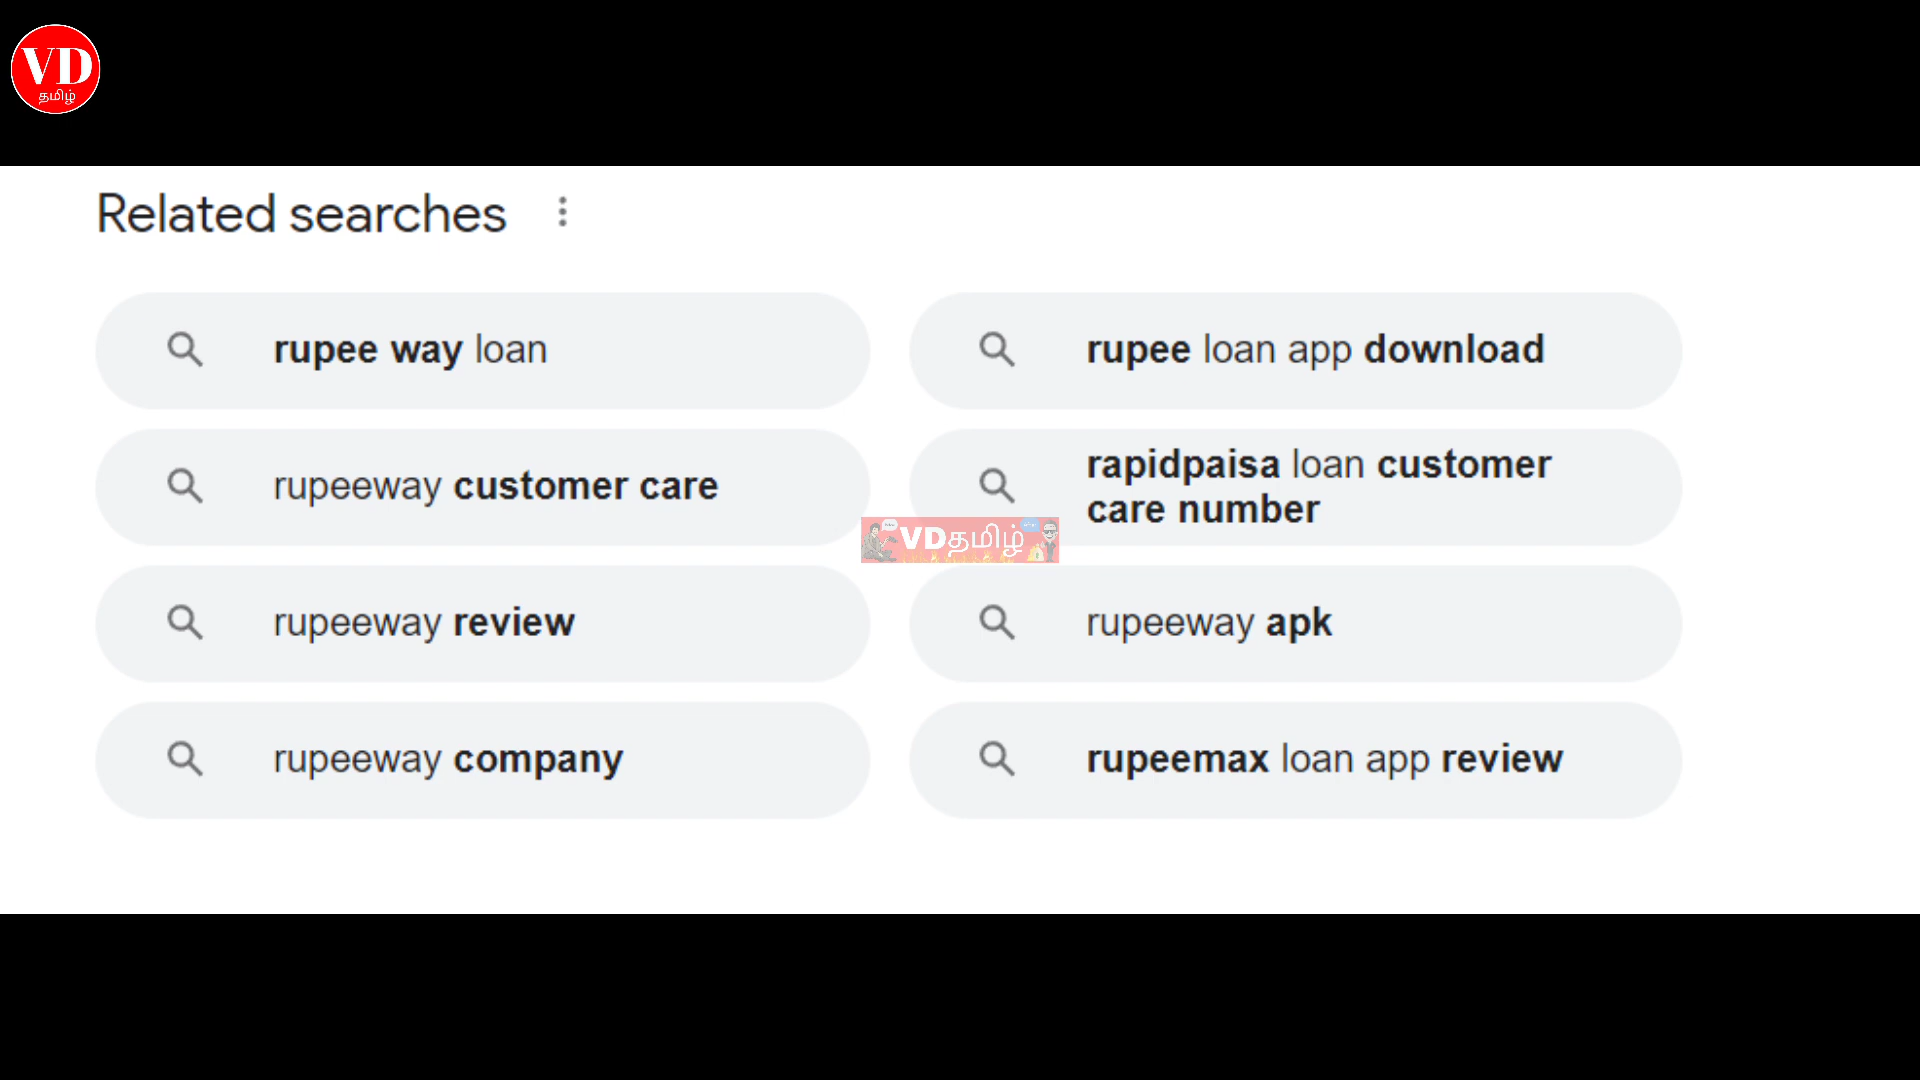 VD
தமிழ்
Related searches
rupee way loan
rupee loan app download
rupeeway customer care
rapidpaisa loan customer
care number
VDதமிழ்
rupeeway review
rupeeway apk
rupeeway company
rupeemax loan app review